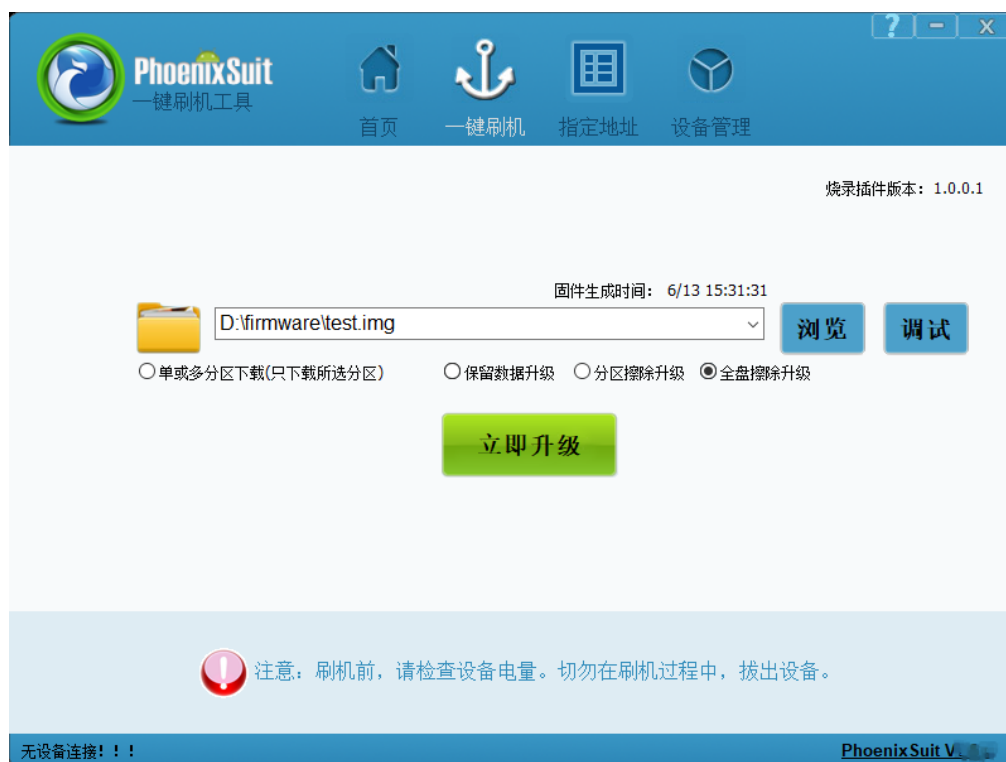 PhoenixSuit
一键刷机工具
首页
一键刷机
指定地址
设备管理
烧录插件版本：1.0.0.1
固件生成时间： 6/13 15:31:31
D:\firmware\test.img
浏览
调试
单或多分区下载(只下载所选分区)
保留数据升级
分区擦除升级
全盘擦除升级
立即升级
注意：刷机前，请检查设备电量。切勿在刷机过程中，拔出设备。
无设备连接！！！
PhoenixSuit